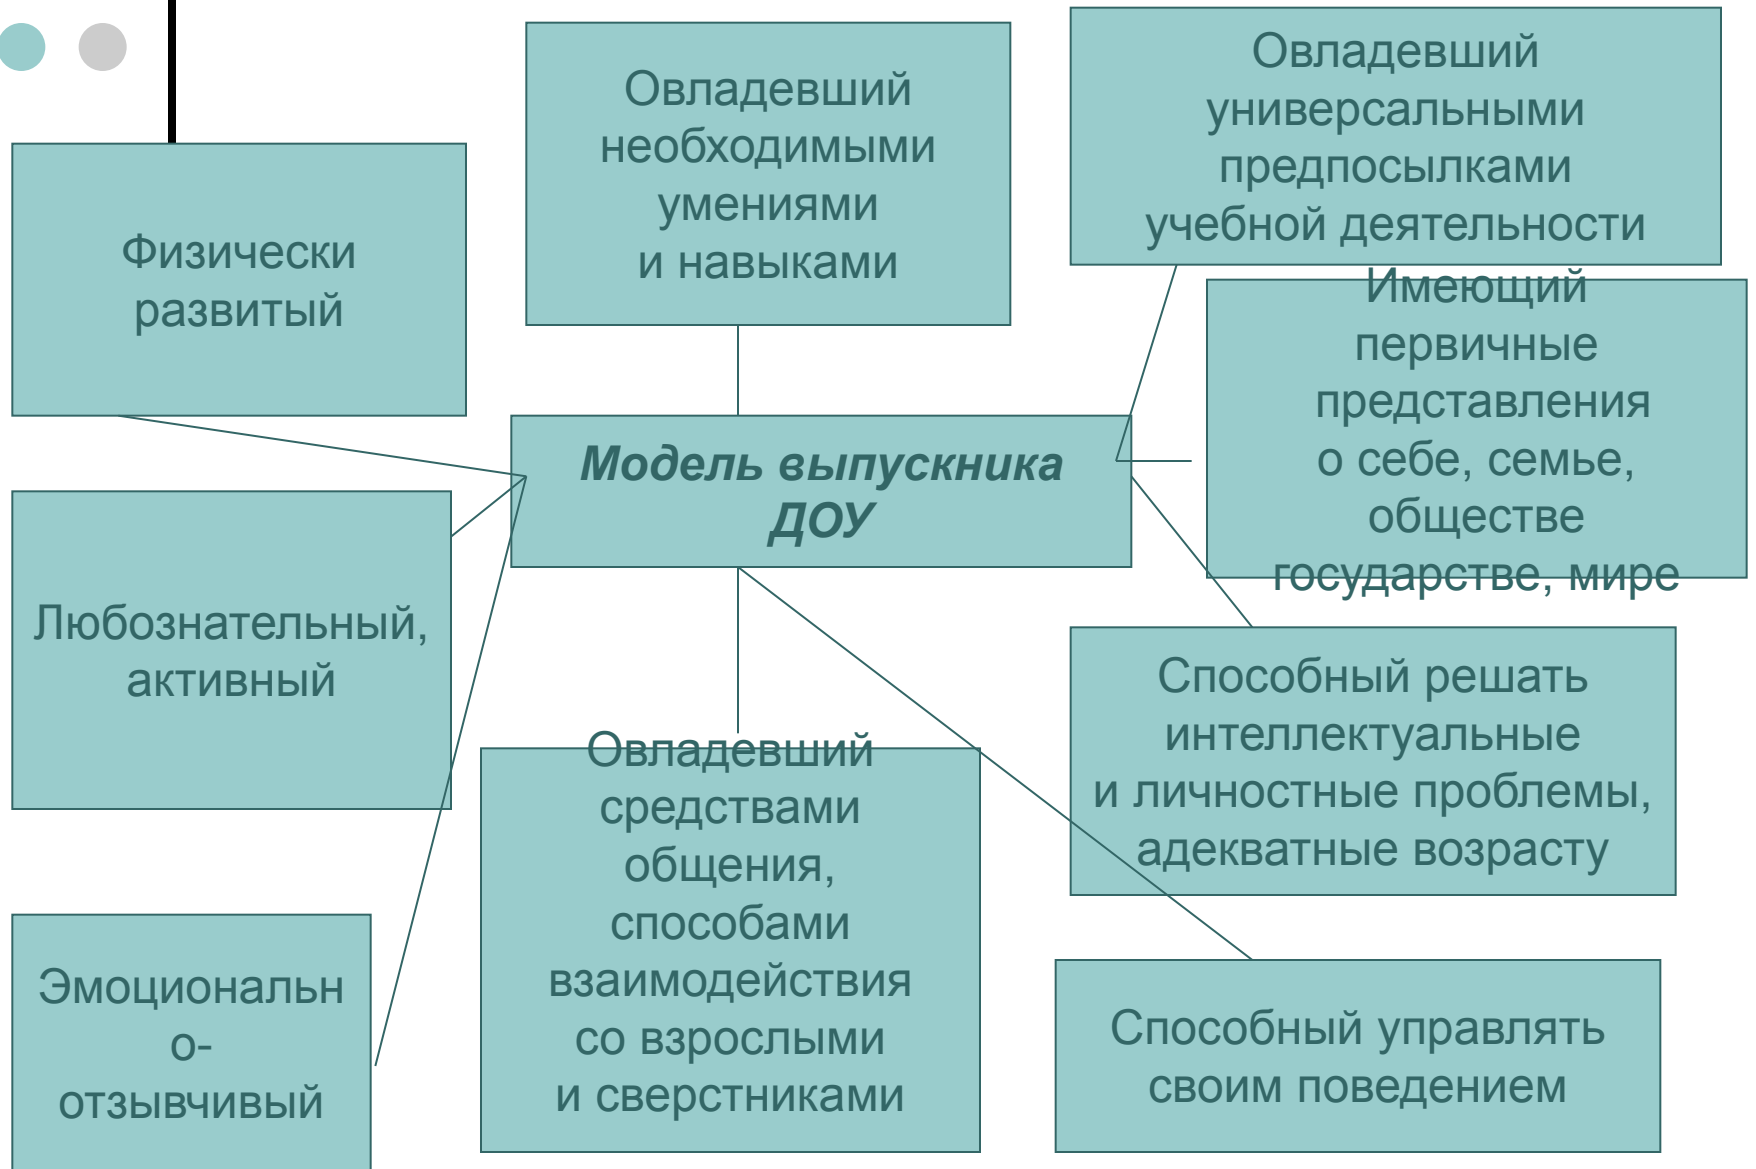 Овладевший
необходимыми
умениями
и навыками
Овладевший
универсальными
предпосылками
учебной деятельности
Физически
развитый
Имеющий
первичные
представления
о себе, семье,
обществе
государстве, мире
Модель выпускника
ДОУ
Любознательный,
активный
Способный решать
интеллектуальные
и личностные проблемы,
адекватные возрасту
Овладевший
средствами
общения,
способами
взаимодействия
со взрослыми
и сверстниками
Эмоциональн
о-
отзывчивый
Способный управлять
своим поведением